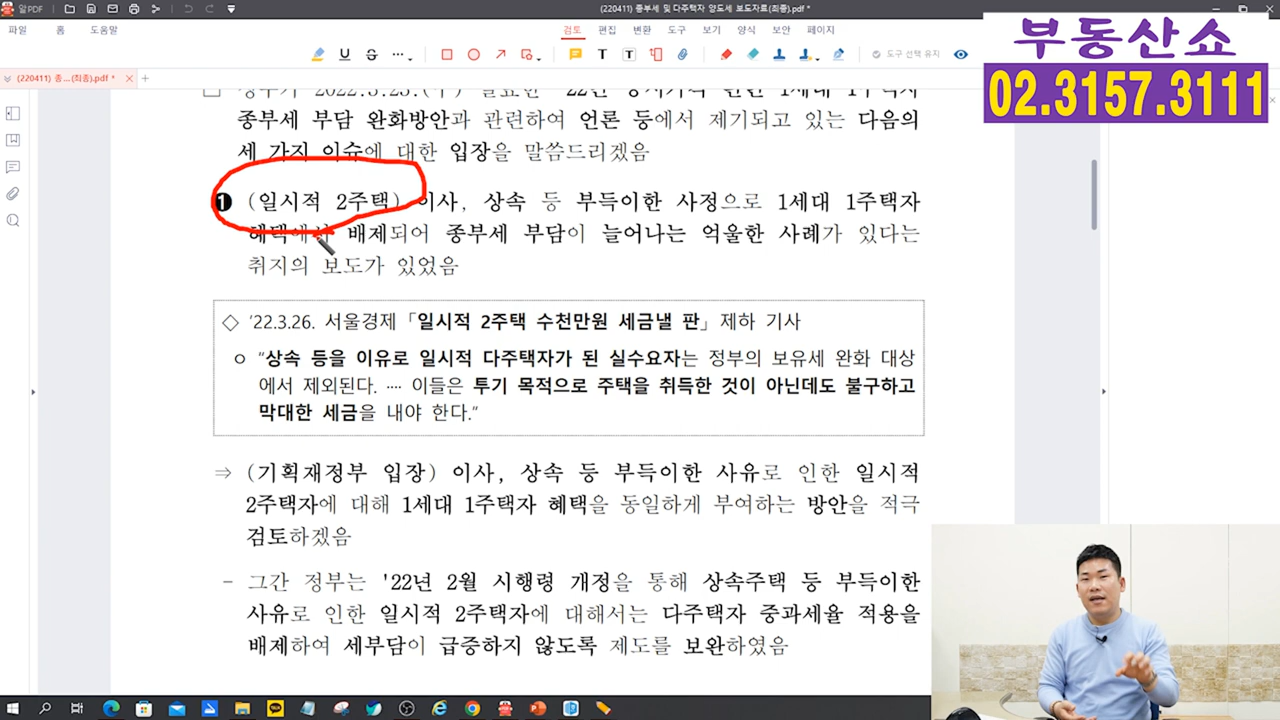 알PDF
(220411) 종부세 및 다주택자 양도세 보도자료(최종).pdf *
파일 홈 도움말 검토 편집 변환 도구 보기 양식 보안 페이지
도구 선택 유지
(220411) 종...(최종).pdf *
부동산쇼
02.3157.3111
종부세 부담 완화방안과 관련하여 언론 등에서 제기되고 있는 다음의
세 가지 이슈에 대한 입장을 말씀드리겠음
❶ (일시적 2주택) 이사, 상속 등 부득이한 사정으로 1세대 1주택자
혜택에서 배제되어 종부세 부담이 늘어나는 억울한 사례가 있다는
취지의 보도가 있었음
◇ '22.3.26. 서울경제「일시적 2주택 수천만원 세금낼 판」제하 기사
ㅇ "상속 등을 이유로 일시적 다주택자가 된 실수요자는 정부의 보유세 완화 대상
에서 제외된다. ···· 이들은 투기 목적으로 주택을 취득한 것이 아닌데도 불구하고
막대한 세금을 내야 한다."
⇒ (기획재정부 입장) 이사, 상속 등 부득이한 사유로 인한 일시적
2주택자에 대해 1세대 1주택자 혜택을 동일하게 부여하는 방안을 적극
검토하겠음
- 그간 정부는 '22년 2월 시행령 개정을 통해 상속주택 등 부득이한
사유로 인한 일시적 2주택자에 대해서는 다주택자 중과세율 적용을
배제하여 세부담이 급증하지 않도록 제도를 보완하였음